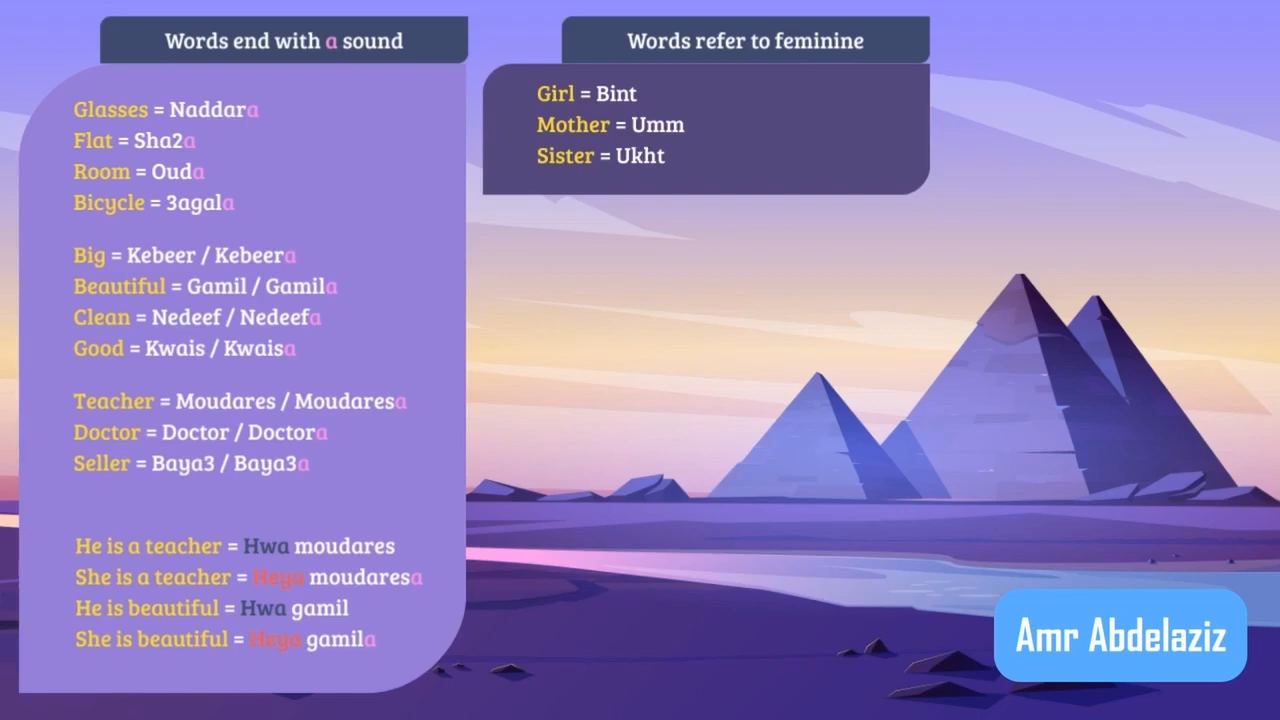 Words end with a sound
Glasses = Naddara
Flat = Sha2a
Room = Ouda
Bicycle = 3agala
Big = Kebeer / Kebeera
Beautiful = Gamil / Gamila
Clean = Nedeef / Nedeefa
Good = Kwais / Kwaisa
Teacher = Moudares / Moudaresa
Doctor = Doctor / Doctora
Seller = Baya3 / Baya3a
He is a teacher = Hwa moudares
She is a teacher = Heya moudaresa
He is beautiful = Hwa gamil
She is beautiful = Heya gamila
Words refer to feminine
Girl = Bint
Mother = Umm
Sister = Ukht
Amr Abdelaziz